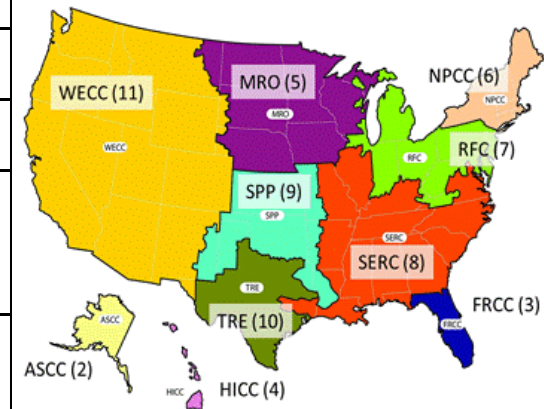 NPCC (6)
MRO (5)
WECC (11)
NPCC
MRO
RFC (7)
WECC
RFC
SPP (9)
SPP
SERC
SERC (8)
TRE
FRCC (3)
TRE (10)
ASCC
FRCC
ASCC (2)
HICC
HICC (4)